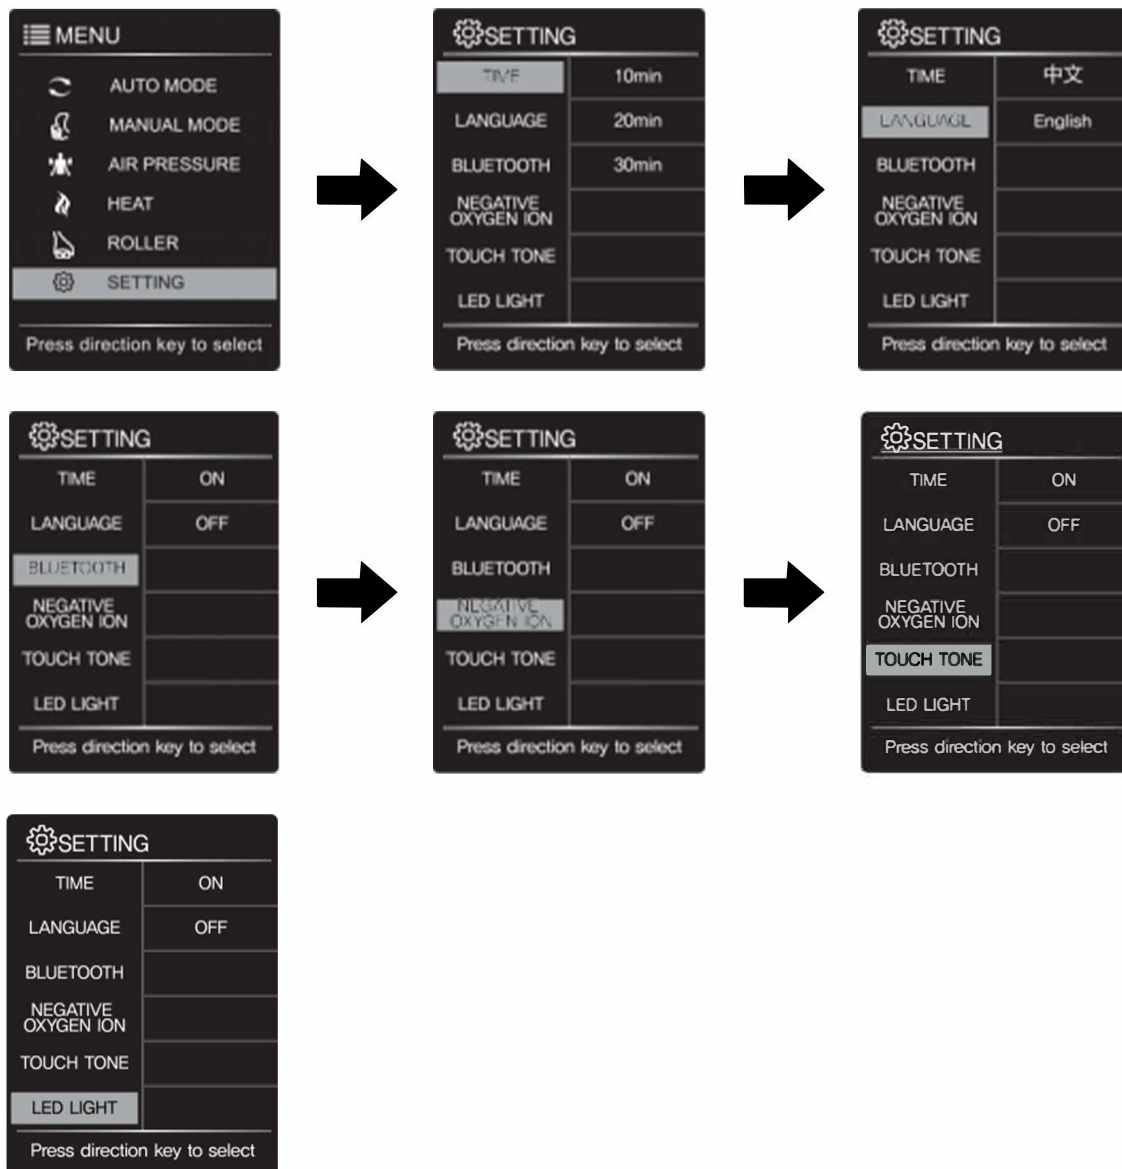 MENU
AUTO MODE
MANUAL MODE
AIR PRESSURE
HEAT
ROLLER
SETTING
Press direction key to select
SETTING
TIME 10min
LANGUAGE 20min
BLUETOOTH 30min
NEGATIVE
OXYGEN ION
TOUCH TONE
LED LIGHT
Press direction key to select
SETTING
TIME 中文
LANGUAGE English
BLUETOOTH
NEGATIVE
OXYGEN ION
TOUCH TONE
LED LIGHT
Press direction key to select
SETTING
TIME ON
LANGUAGE OFF
BLUETOOTH
NEGATIVE
OXYGEN ION
TOUCH TONE
LED LIGHT
Press direction key to select
SETTING
TIME ON
LANGUAGE OFF
BLUETOOTH
NEGATIVE
OXYGEN ION
TOUCH TONE
LED LIGHT
Press direction key to select
SETTING
TIME ON
LANGUAGE OFF
BLUETOOTH
NEGATIVE
OXYGEN ION
TOUCH TONE
LED LIGHT
Press direction key to select
SETTING
TIME ON
LANGUAGE OFF
BLUETOOTH
NEGATIVE
OXYGEN ION
TOUCH TONE
LED LIGHT
Press direction key to select